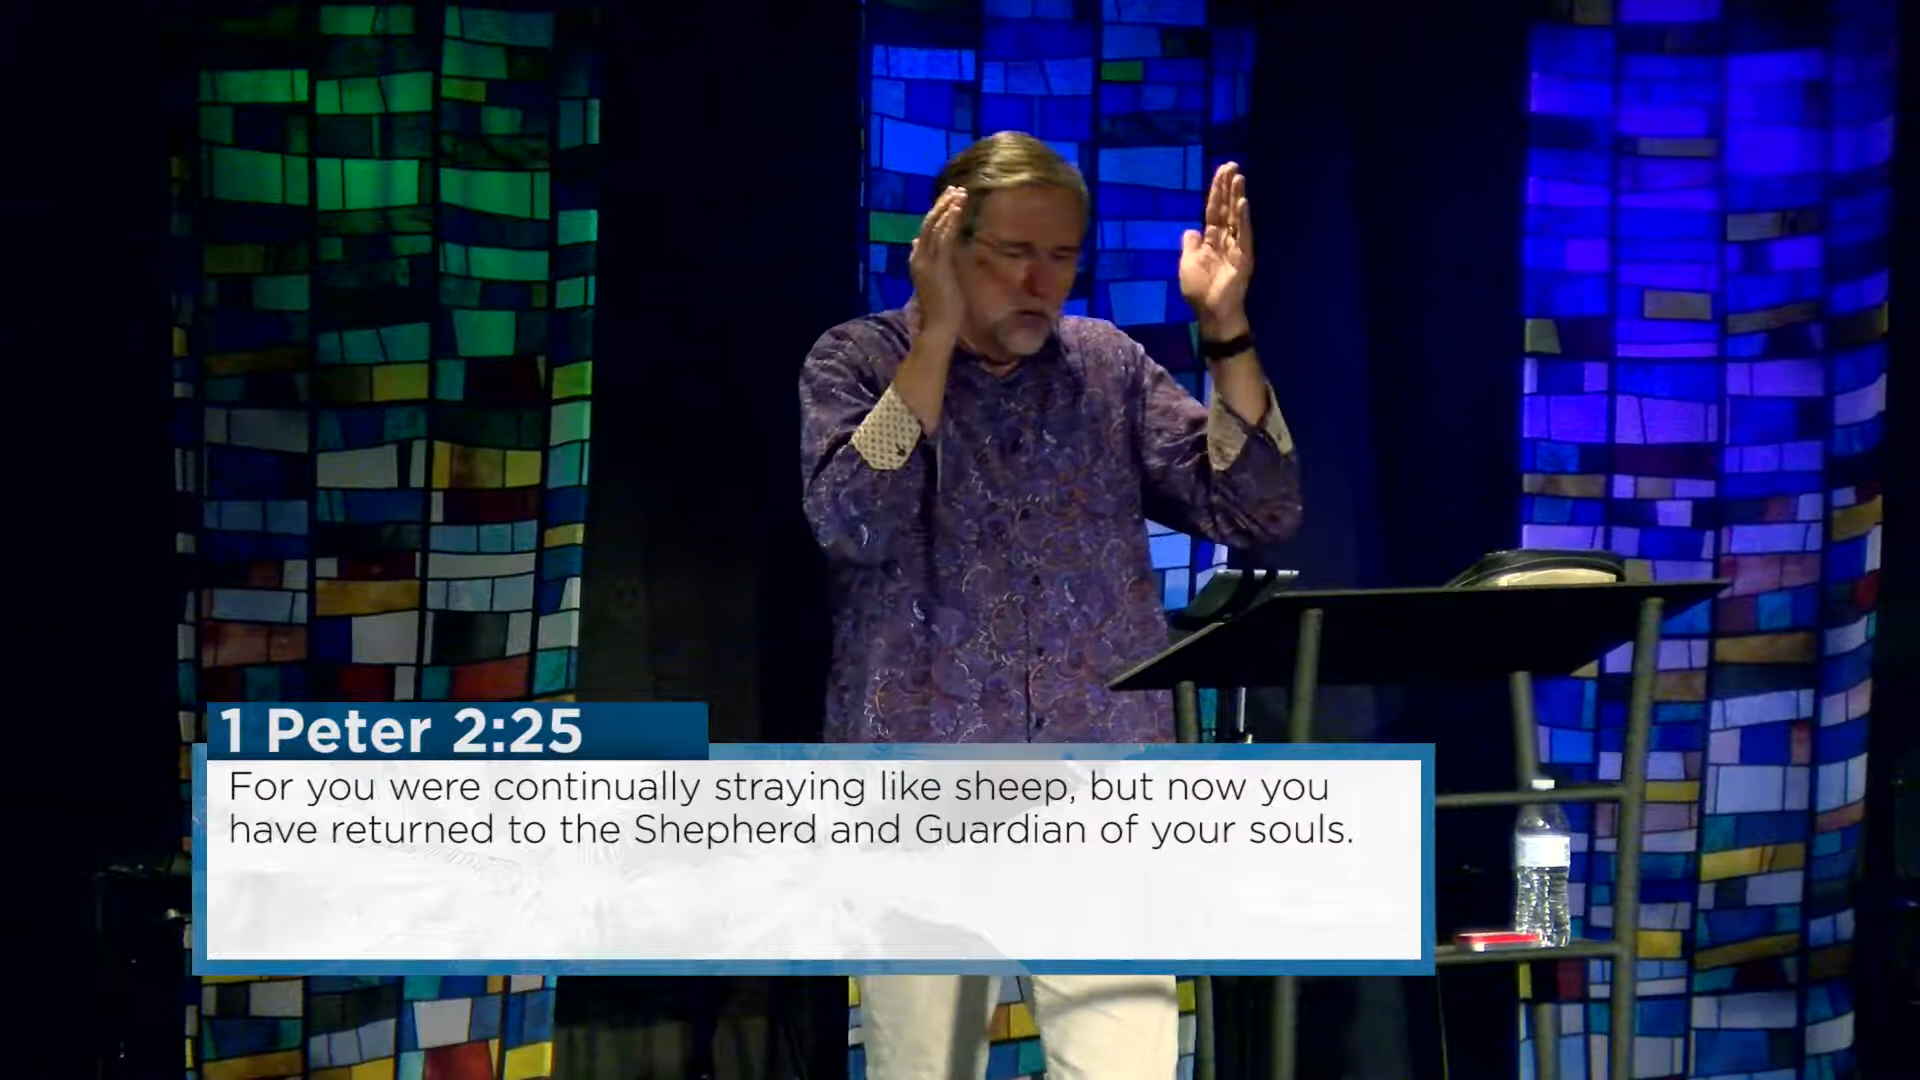 1 Peter 2:25
For you were continually straying like sheep, but now you
have returned to the Shepherd and Guardian of your souls.